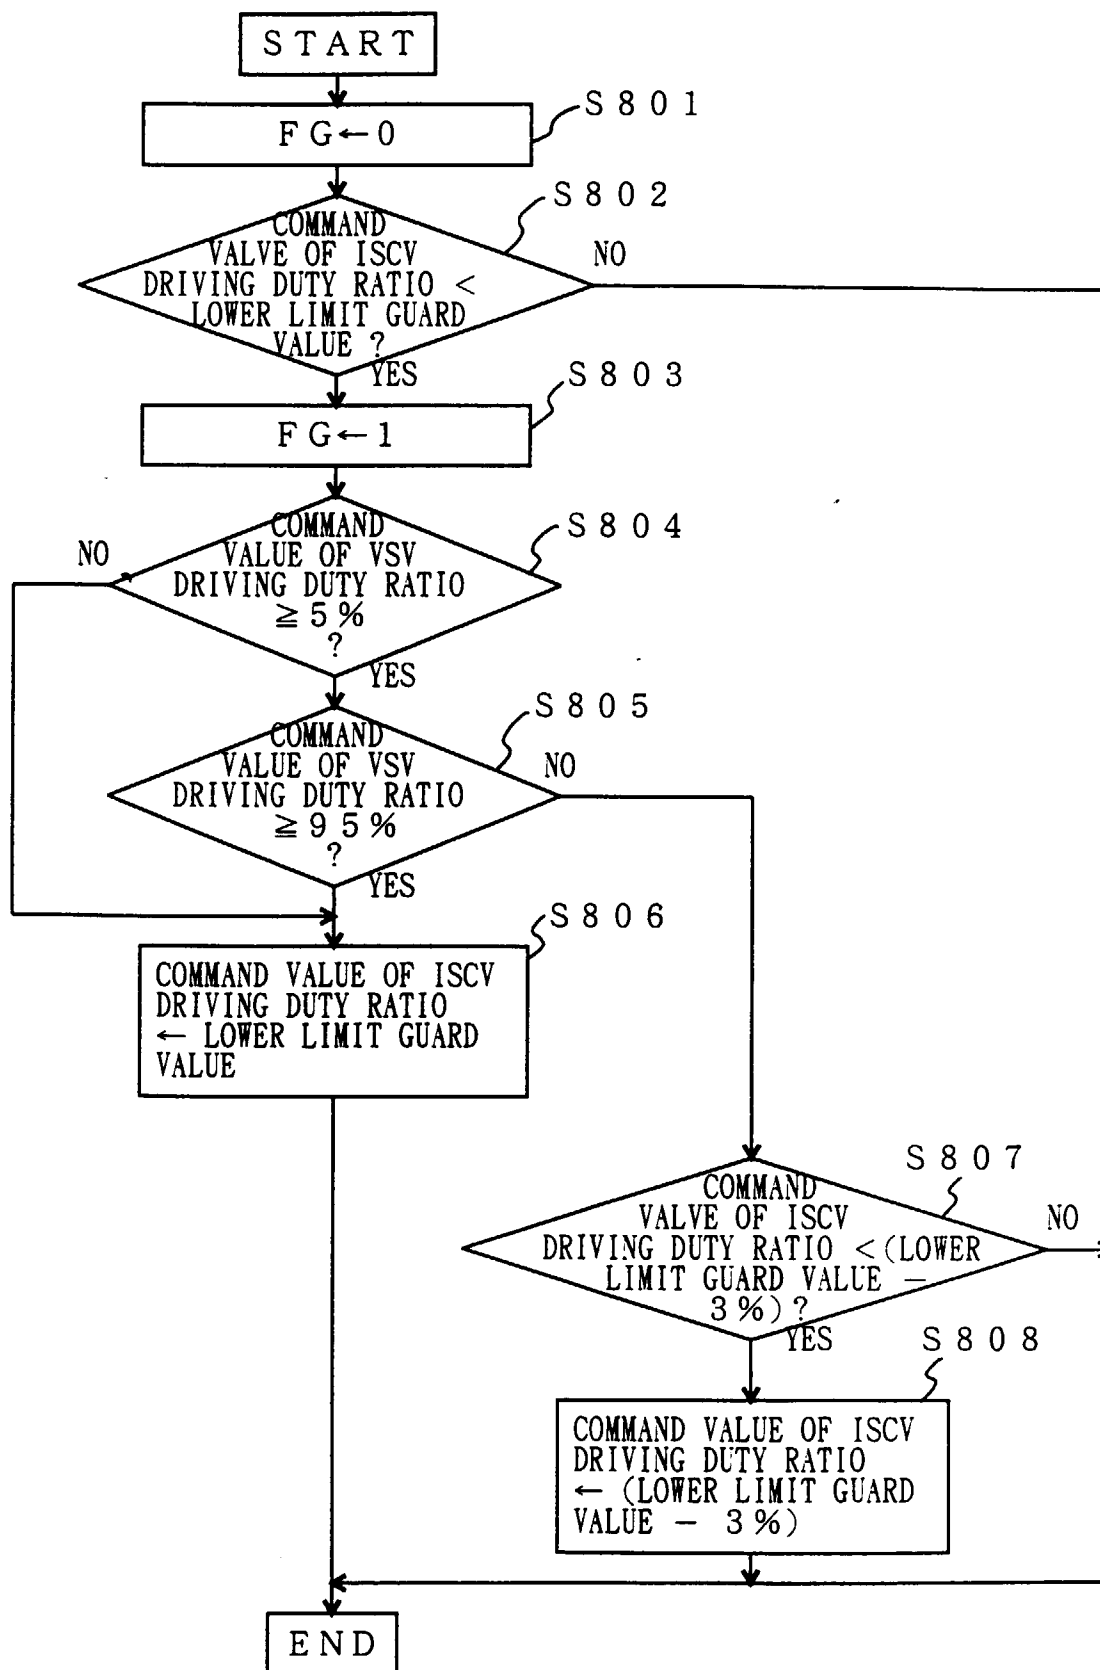 START
S801
FG←0
S802
COMMAND
VALVE OF ISCV
DRIVING DUTY RATIO <
LOWER LIMIT GUARD
VALUE ?
NO
YES
S803
FG←1
S804
COMMAND
VALUE OF VSV
DRIVING DUTY RATIO
≧5%
?
NO
YES
S805
COMMAND
VALUE OF VSV
DRIVING DUTY RATIO
≧95%
?
NO
YES
S806
COMMAND VALUE OF ISCV
DRIVING DUTY RATIO
← LOWER LIMIT GUARD
VALUE
S807
COMMAND
VALVE OF ISCV
DRIVING DUTY RATIO <(LOWER
LIMIT GUARD VALUE −
3%)?
NO
YES
S808
COMMAND VALUE OF ISCV
DRIVING DUTY RATIO
← (LOWER LIMIT GUARD
VALUE − 3%)
END